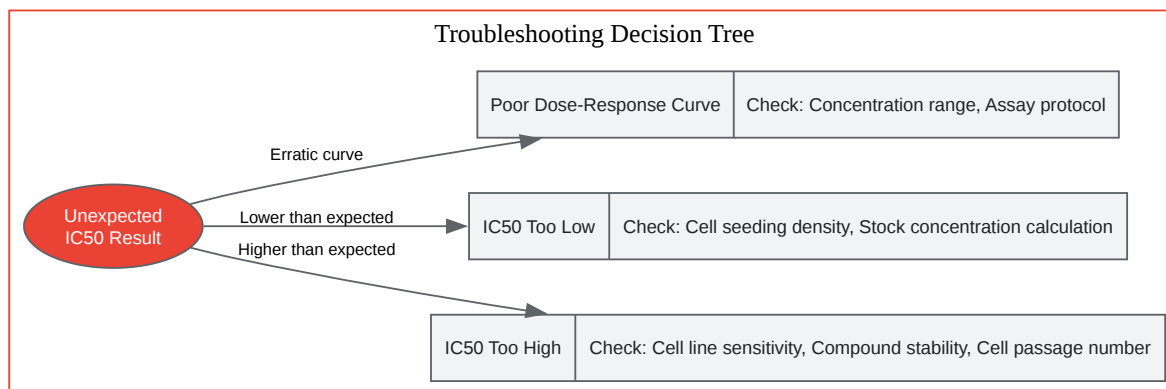 Troubleshooting Decision Tree
Poor Dose-Response Curve
Check: Concentration range, Assay protocol
Erratic curve
Unexpected
IC50 Result
Lower than expected
IC50 Too Low
Check: Cell seeding density, Stock concentration calculation
Higher than expected
IC50 Too High
Check: Cell line sensitivity, Compound stability, Cell passage number